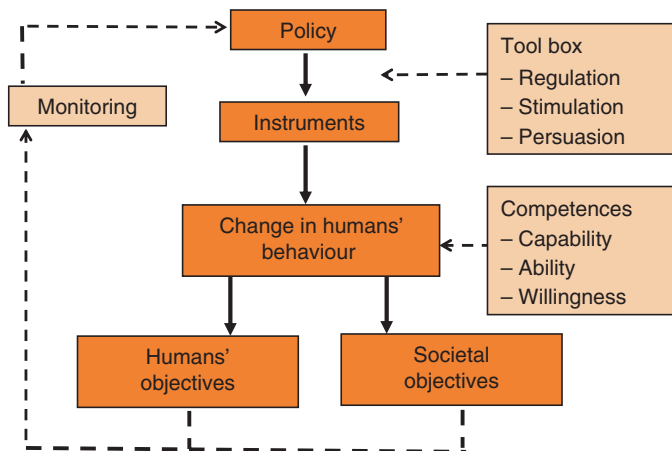 Policy
Tool box
– Regulation
– Stimulation
– Persuasion
Monitoring
Instruments
Change in humans'
behaviour
Competences
– Capability
– Ability
– Willingness
Humans'
objectives
Societal
objectives